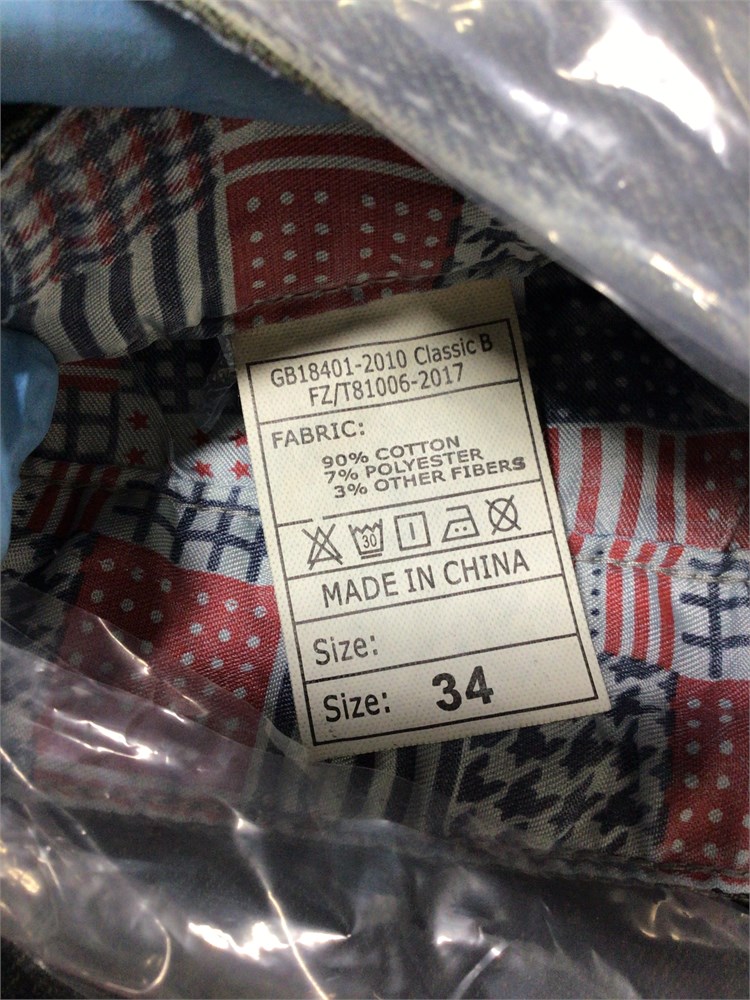 GB18401-2010 Classic B
FZ/T81006-2017
FABRIC:
90% COTTON
7% POLYESTER
3% OTHER FIBERS
30
MADE IN CHINA
Size:
Size: 34